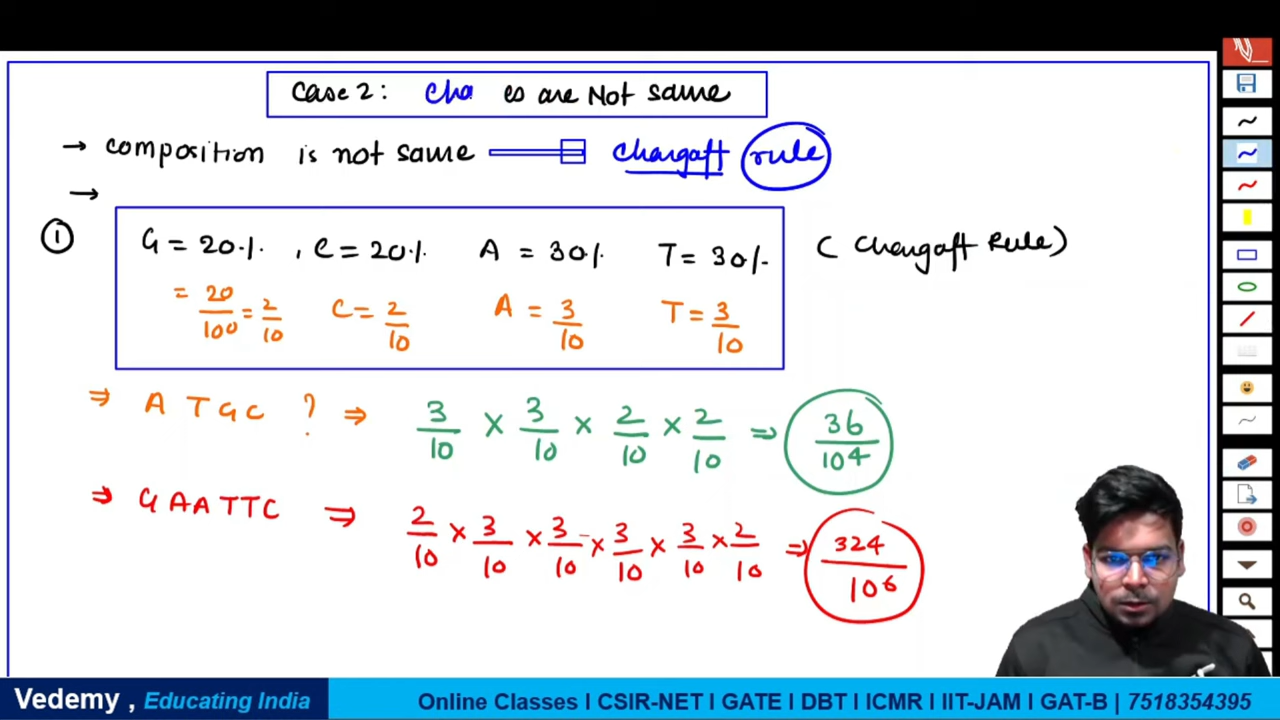 Case 2: Cha es are Not same
→ composition is not same chargaff rule
→
① G = 20%, C = 20% A = 30% T = 30% ( Chargaff Rule)
= 20/100 = 2/10 C = 2/10 A = 3/10 T = 3/10
⇒ A T G C ? ⇒ 3/10 × 3/10 × 2/10 × 2/10 ⇒ 36/10⁴
⇒ G A A T T C ⇒ 2/10 × 3/10 × 3/10 × 3/10 × 3/10 × 2/10 ⇒ 324/10⁶
Vedemy , Educating India Online Classes I CSIR-NET I GATE I DBT I ICMR I IIT-JAM I GAT-B | 7518354395